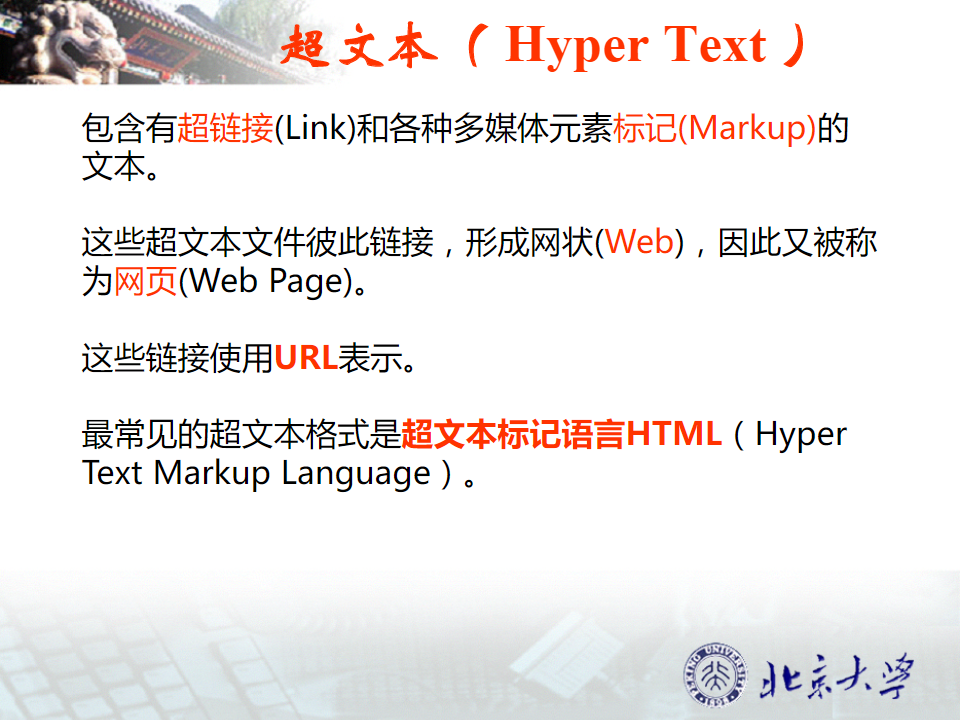 超文本（Hyper Text）
包含有超链接(Link)和各种多媒体元素标记(Markup)的
文本。
这些超文本文件彼此链接，形成网状(Web)，因此又被称
为网页(Web Page)。
这些链接使用URL表示。
最常见的超文本格式是超文本标记语言HTML（Hyper
Text Markup Language）。
PEKING UNIVERSITY
1898
北京大学